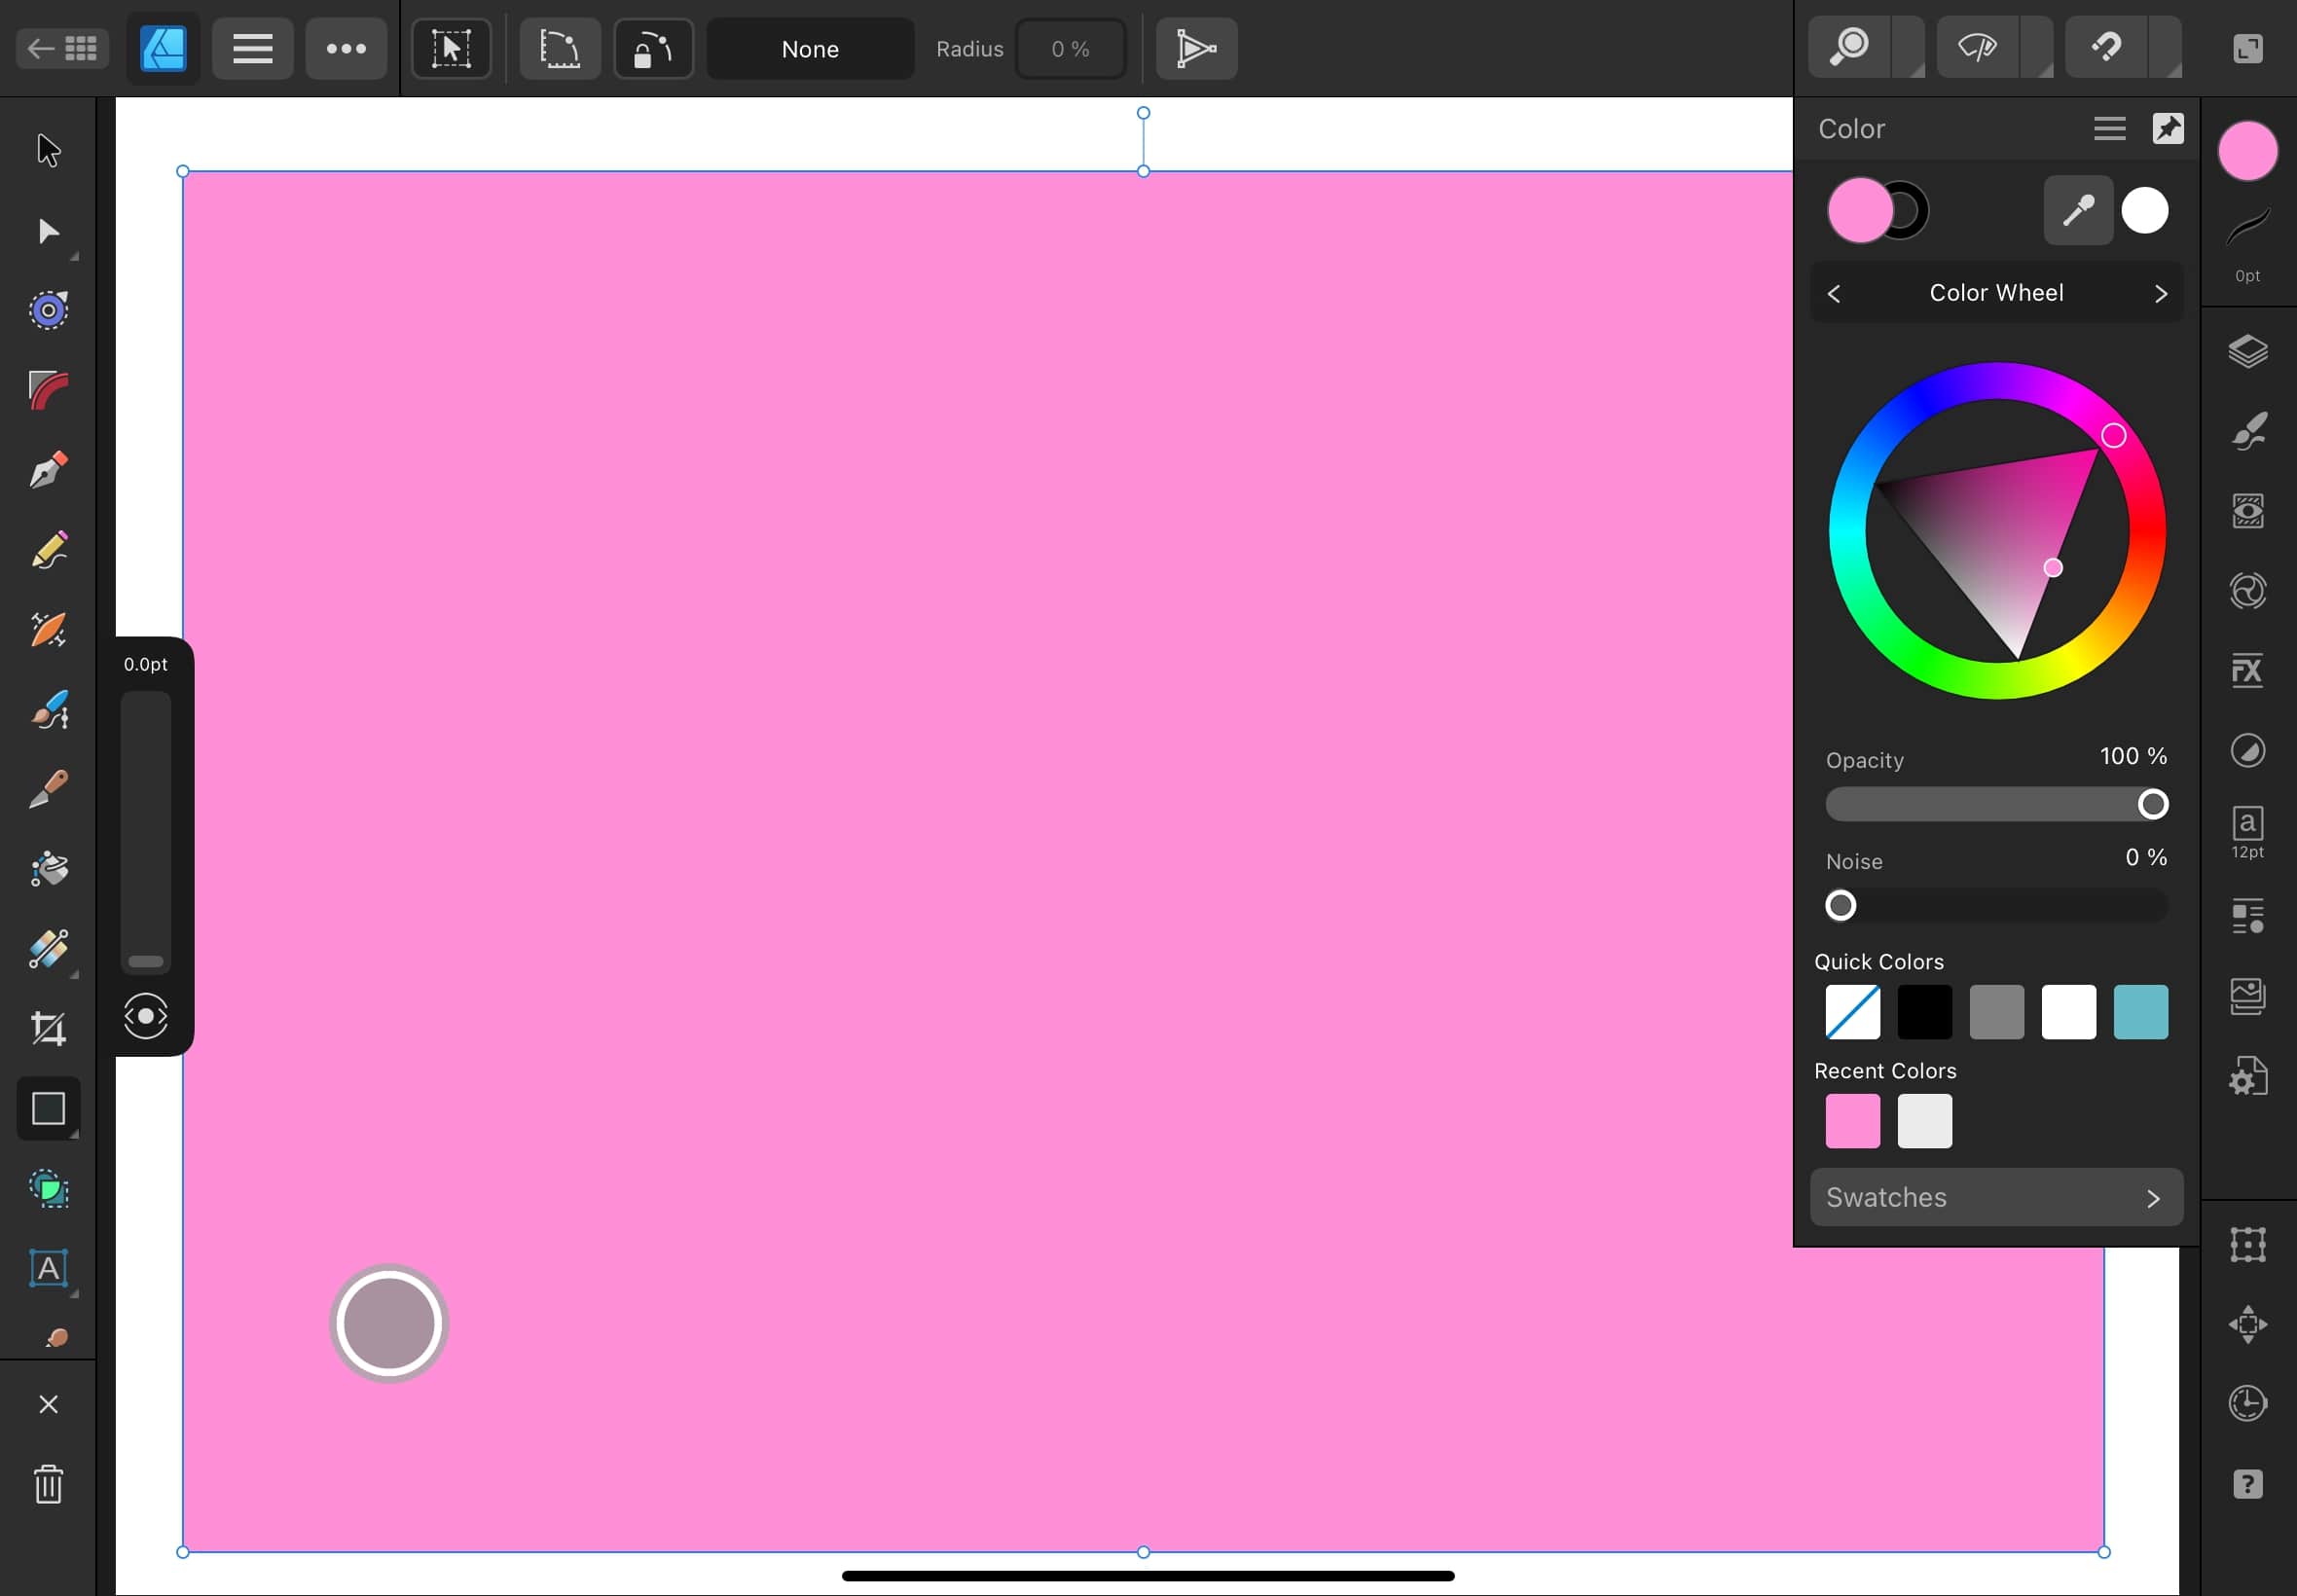 None
Radius
0 %
Color
0pt
Color Wheel
0.0pt
FX
Opacity
100 %
a
12pt
Noise
0 %
Quick Colors
Recent Colors
Swatches
A
?